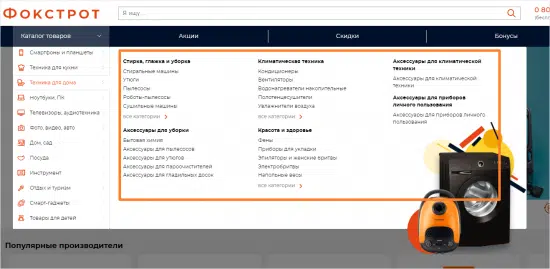 Фокстрот
Я ищу...
0 80
Каталог товаров
Акции
Скидки
Бонусы
Смартфоны и планшеты
Техника для кухни
Техника для дома
Ноутбуки, ПК
Телевизоры, аудиотехника
Фото, видео, авто
Дом, сад
Посуда
Инструмент
Отдых и туризм
Смарт-гаджеты
Товары для детей
Стирка, глажка и уборка
Стиральные машины
Утюги
Пылесосы
Роботы-пылесосы
Сушильные машины
все категории
Аксессуары для уборки
Бытовая химия
Аксессуары для пылесосов
Аксессуары для утюгов
Аксессуары для пароочистителей
Аксессуары для гладильных досок
Климатическая техника
Кондиционеры
Вентиляторы
Водонагреватели накопительные
Полотенцесушители
Увлажнители воздуха
все категории
Красота и здоровье
Фены
Приборы для укладки
Эпиляторы и женские бритвы
Электробритвы
Напольные весы
все категории
Аксессуары для климатической
техники
Аксессуары для климатической
техники
Аксессуары для приборов
личного пользования
Аксессуары для приборов личного
пользования
Популярные производители